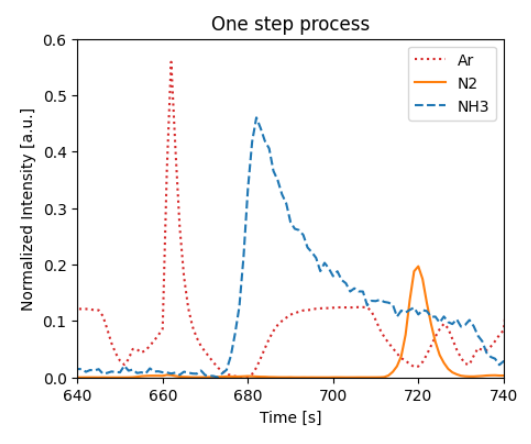 One step process
Normalized Intensity [a.u.]
0.6
0.5
0.4
0.3
0.2
0.1
0.0
Ar
N2
NH3
640 660 680 700 720 740
Time [s]